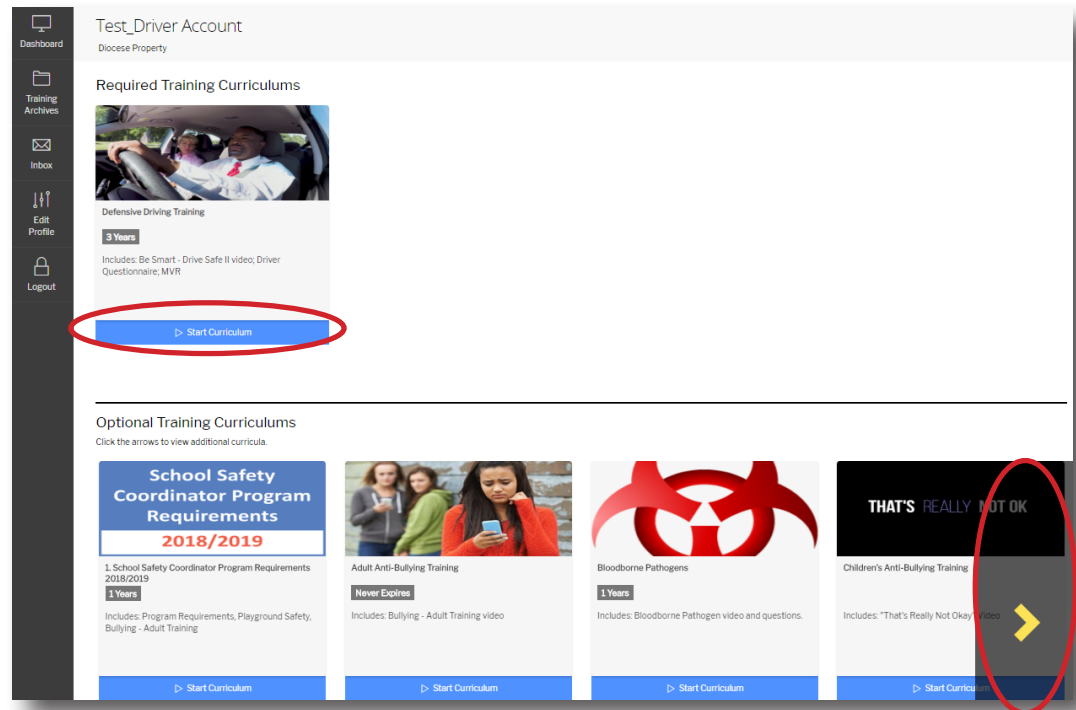 Dashboard
Training
Archives
Inbox
Edit
Profile
Logout
Test_Driver Account
Diocese Property
Required Training Curriculums
Defensive Driving Training
3 Years
Includes: Be Smart - Drive Safe II video; Driver
Questionnaire; MVR
Start Curriculum
Optional Training Curriculums
Click the arrows to view additional curricula.
School Safety
Coordinator Program
Requirements
2018/2019
1. School Safety Coordinator Program Requirements
2018/2019
1 Years
Includes: Program Requirements, Playground Safety,
Bullying - Adult Training
Start Curriculum
Adult Anti-Bullying Training
Never Expires
Includes: Bullying - Adult Training video
Start Curriculum
Bloodborne Pathogens
1 Years
Includes: Bloodborne Pathogen video and questions.
Start Curriculum
THAT'S REALLY NOT OK
Children's Anti-Bullying Training
Includes: "That's Really Not Okay" Video
Start Curriculum